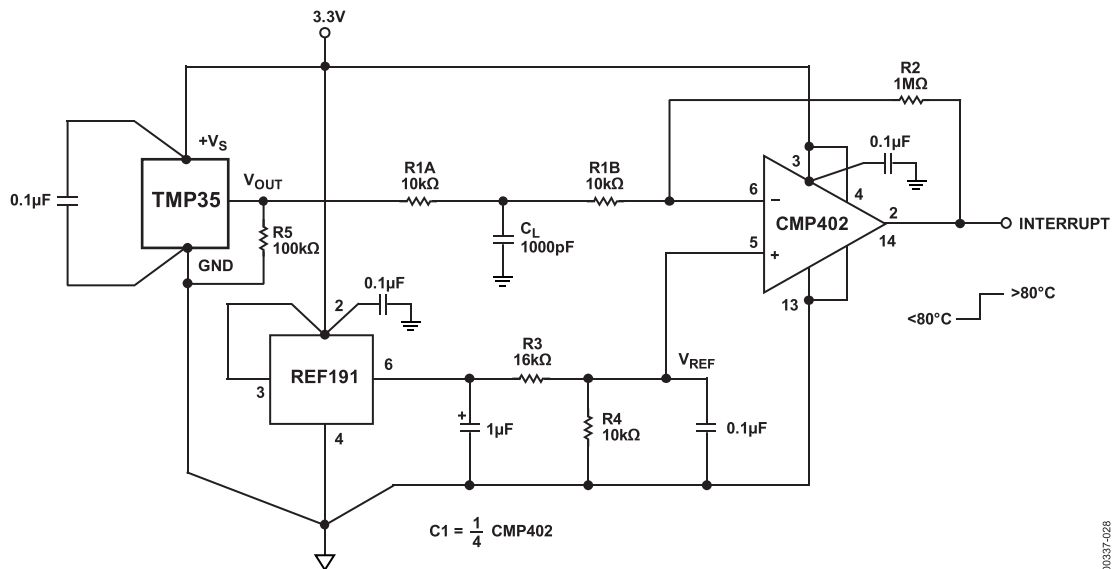 3.3V
R2
1MΩ
+VS
0.1µF
3
R1A
10kΩ
R1B
10kΩ
VOUT
TMP35
0.1µF
6
−
4
CMP402
2
INTERRUPT
R5
100kΩ
CL
1000pF
5
+
14
GND
0.1µF
2
13
>80°C
<80°C
R3
16kΩ
6
REF191
3
VREF
+
1µF
R4
10kΩ
0.1µF
4
C1 = 1/4 CMP402
00337-028